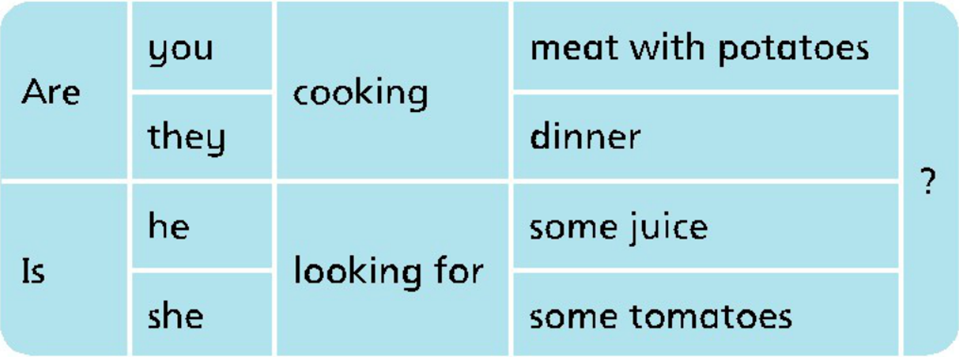 Are
you
they
cooking
meat with potatoes
dinner
Is
he
she
looking for
some juice
some tomatoes
?